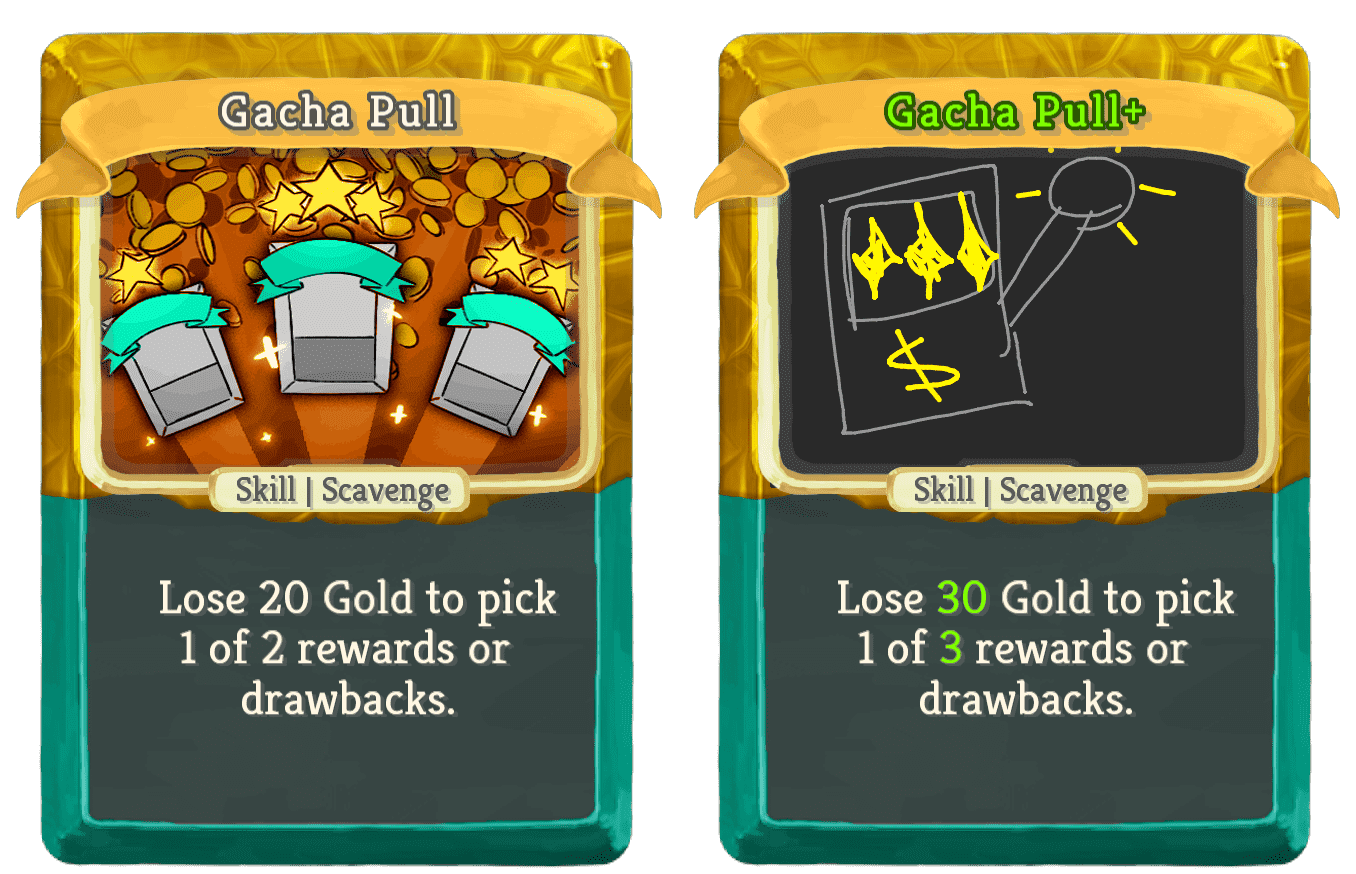 Gacha Pull
Skill | Scavenge
Lose 20 Gold to pick
1 of 2 rewards or
drawbacks.
Gacha Pull+
$
Skill | Scavenge
Lose 30 Gold to pick
1 of 3 rewards or
drawbacks.